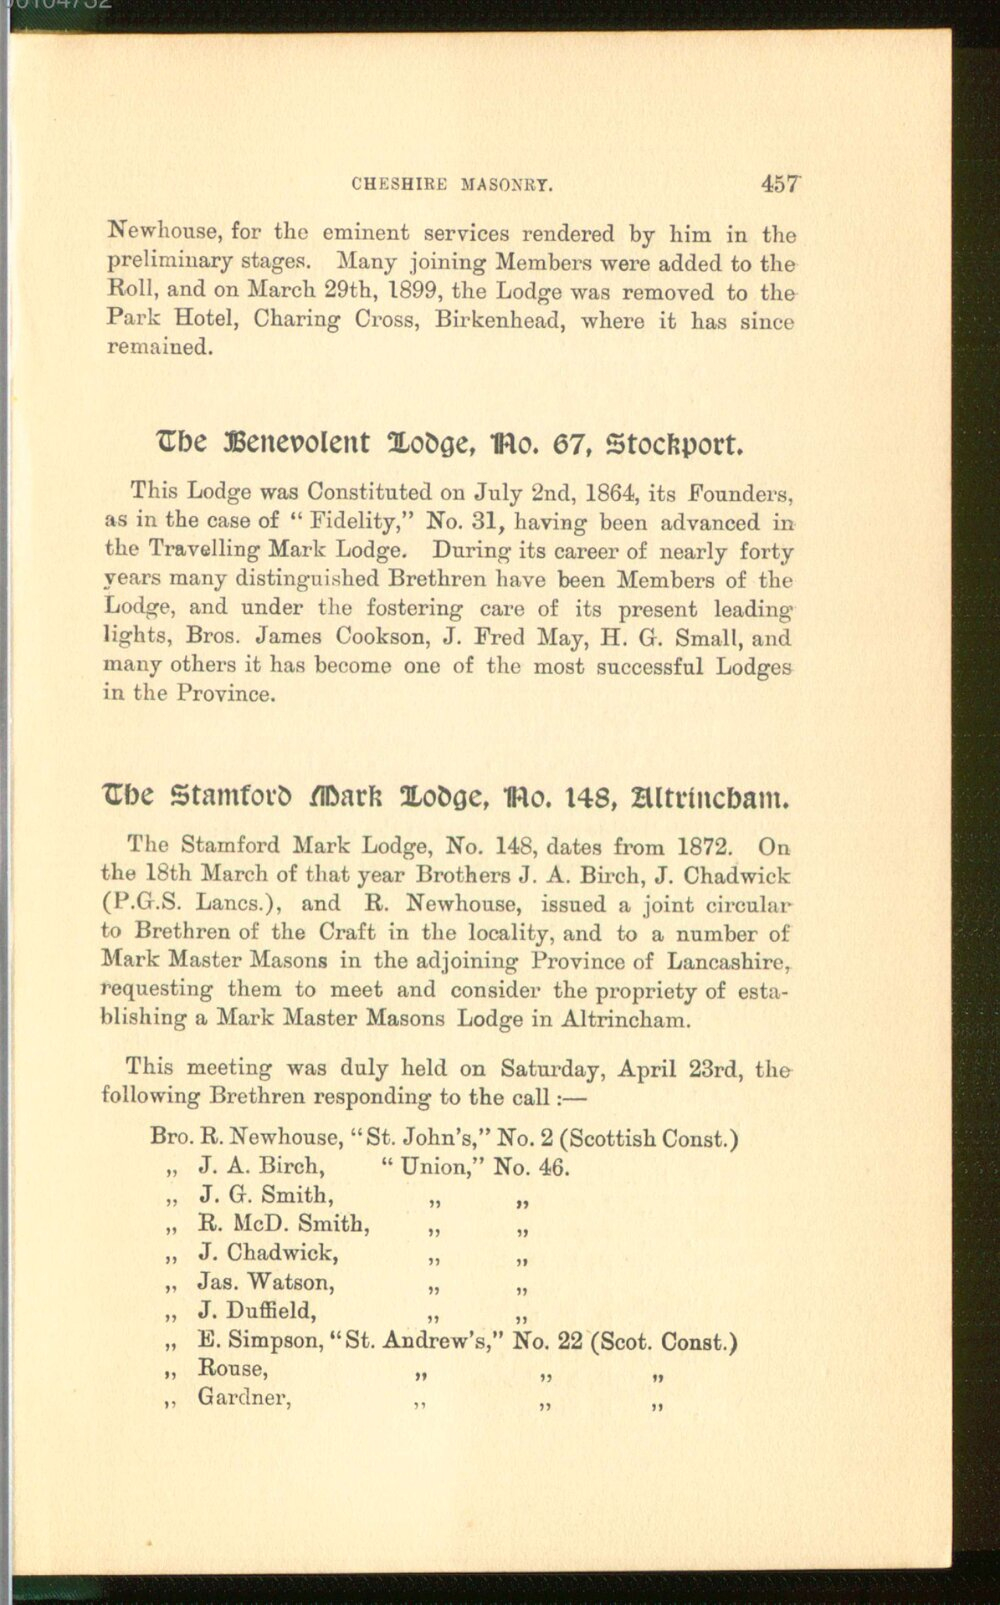 CHESHIRE MASONRY. 457
Newhouse, for the eminent services rendered by him in the
preliminary stages. Many joining Members were added to the
Roll, and on March 29th, 1899, the Lodge was removed to the
Park Hotel, Charing Cross, Birkenhead, where it has since
remained.
The Benevolent Lodge, No. 67, Stockport.
This Lodge was Constituted on July 2nd, 1864, its Founders,
as in the case of “ Fidelity,” No. 31, having been advanced in
the Travelling Mark Lodge. During its career of nearly forty
years many distinguished Brethren have been Members of the
Lodge, and under the fostering care of its present leading
lights, Bros. James Cookson, J. Fred May, H. G. Small, and
many others it has become one of the most successful Lodges
in the Province.
The Stamford Mark Lodge, No. 148, Altrincham.
The Stamford Mark Lodge, No. 148, dates from 1872. On
the 18th March of that year Brothers J. A. Birch, J. Chadwick
(P.G.S. Lancs.), and R. Newhouse, issued a joint circular
to Brethren of the Craft in the locality, and to a number of
Mark Master Masons in the adjoining Province of Lancashire,
requesting them to meet and consider the propriety of esta-
blishing a Mark Master Masons Lodge in Altrincham.
This meeting was duly held on Saturday, April 23rd, the
following Brethren responding to the call :—
Bro. R. Newhouse, “St. John’s,” No. 2 (Scottish Const.)
„ J. A. Birch, “ Union,” No. 46.
„ J. G. Smith, „ „
„ R. McD. Smith, „ „
„ J. Chadwick, „ „
„ Jas. Watson, „ „
„ J. Duffield, „ „
„ E. Simpson, “St. Andrew’s,” No. 22 (Scot. Const.)
„ Rouse, „ „ „
„ Gardner, „ „ „